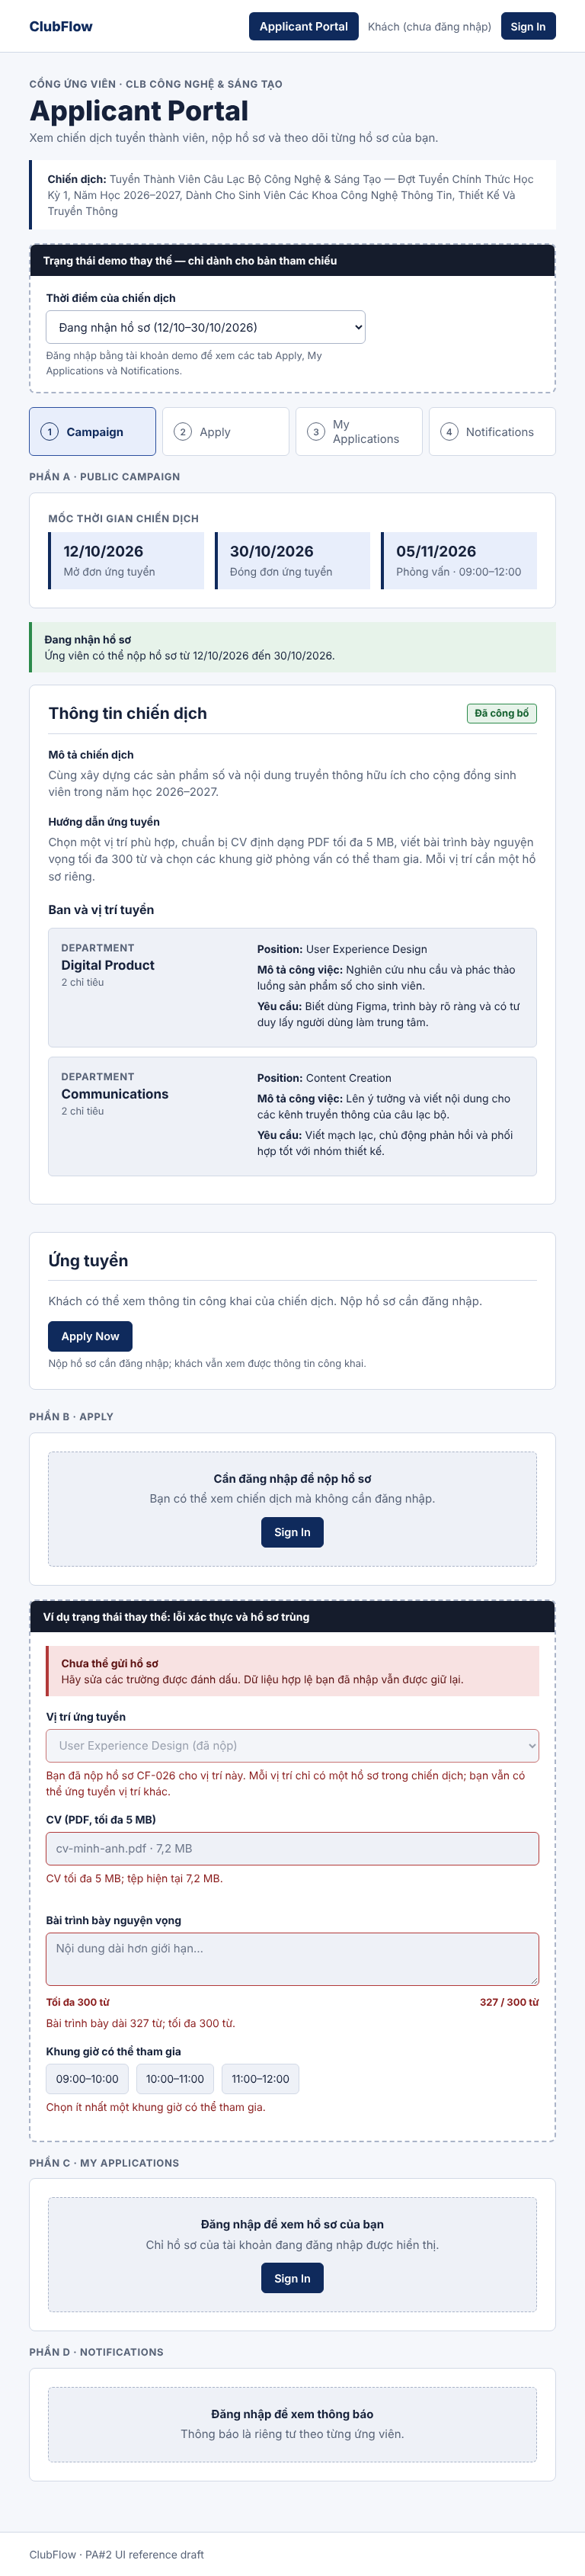 ClubFlow
Applicant Portal
Khách (chưa đăng nhập)
Sign In
CỔNG ỨNG VIÊN · CLB CÔNG NGHỆ & SÁNG TẠO
Applicant Portal
Xem chiến dịch tuyển thành viên, nộp hồ sơ và theo dõi từng hồ sơ của bạn.
Chiến dịch: Tuyển Thành Viên Câu Lạc Bộ Công Nghệ & Sáng Tạo — Đợt Tuyển Chính Thức Học
Kỳ 1, Năm Học 2026–2027, Dành Cho Sinh Viên Các Khoa Công Nghệ Thông Tin, Thiết Kế Và
Truyền Thông
Trạng thái demo thay thế — chỉ dành cho bản tham chiếu
Thời điểm của chiến dịch
Đang nhận hồ sơ (12/10–30/10/2026)
Đăng nhập bằng tài khoản demo để xem các tab Apply, My
Applications và Notifications.
1 Campaign
2 Apply
3 My
Applications
4 Notifications
PHẦN A · PUBLIC CAMPAIGN
MỐC THỜI GIAN CHIẾN DỊCH
12/10/2026
Mở đơn ứng tuyển
30/10/2026
Đóng đơn ứng tuyển
05/11/2026
Phỏng vấn · 09:00–12:00
Đang nhận hồ sơ
Ứng viên có thể nộp hồ sơ từ 12/10/2026 đến 30/10/2026.
Thông tin chiến dịch
Đã công bố
Mô tả chiến dịch
Cùng xây dựng các sản phẩm số và nội dung truyền thông hữu ích cho cộng đồng sinh
viên trong năm học 2026–2027.
Hướng dẫn ứng tuyển
Chọn một vị trí phù hợp, chuẩn bị CV định dạng PDF tối đa 5 MB, viết bài trình bày nguyện
vọng tối đa 300 từ và chọn các khung giờ phỏng vấn có thể tham gia. Mỗi vị trí cần một hồ
sơ riêng.
Ban và vị trí tuyển
DEPARTMENT
Digital Product
2 chỉ tiêu
Position: User Experience Design
Mô tả công việc: Nghiên cứu nhu cầu và phác thảo
luồng sản phẩm số cho sinh viên.
Yêu cầu: Biết dùng Figma, trình bày rõ ràng và có tư
duy lấy người dùng làm trung tâm.
DEPARTMENT
Communications
2 chỉ tiêu
Position: Content Creation
Mô tả công việc: Lên ý tưởng và viết nội dung cho
các kênh truyền thông của câu lạc bộ.
Yêu cầu: Viết mạch lạc, chủ động phản hồi và phối
hợp tốt với nhóm thiết kế.
Ứng tuyển
Khách có thể xem thông tin công khai của chiến dịch. Nộp hồ sơ cần đăng nhập.
Apply Now
Nộp hồ sơ cần đăng nhập; khách vẫn xem được thông tin công khai.
PHẦN B · APPLY
Cần đăng nhập để nộp hồ sơ
Bạn có thể xem chiến dịch mà không cần đăng nhập.
Sign In
Ví dụ trạng thái thay thế: lỗi xác thực và hồ sơ trùng
Chưa thể gửi hồ sơ
Hãy sửa các trường được đánh dấu. Dữ liệu hợp lệ bạn đã nhập vẫn được giữ lại.
Vị trí ứng tuyển
User Experience Design (đã nộp)
Bạn đã nộp hồ sơ CF-026 cho vị trí này. Mỗi vị trí chỉ có một hồ sơ trong chiến dịch; bạn vẫn có
thể ứng tuyển vị trí khác.
CV (PDF, tối đa 5 MB)
cv-minh-anh.pdf · 7,2 MB
CV tối đa 5 MB; tệp hiện tại 7,2 MB.
Bài trình bày nguyện vọng
Nội dung dài hơn giới hạn...
Tối đa 300 từ
327 / 300 từ
Bài trình bày dài 327 từ; tối đa 300 từ.
Khung giờ có thể tham gia
09:00–10:00
10:00–11:00
11:00–12:00
Chọn ít nhất một khung giờ có thể tham gia.
PHẦN C · MY APPLICATIONS
Đăng nhập để xem hồ sơ của bạn
Chỉ hồ sơ của tài khoản đang đăng nhập được hiển thị.
Sign In
PHẦN D · NOTIFICATIONS
Đăng nhập để xem thông báo
Thông báo là riêng tư theo từng ứng viên.
ClubFlow · PA#2 UI reference draft